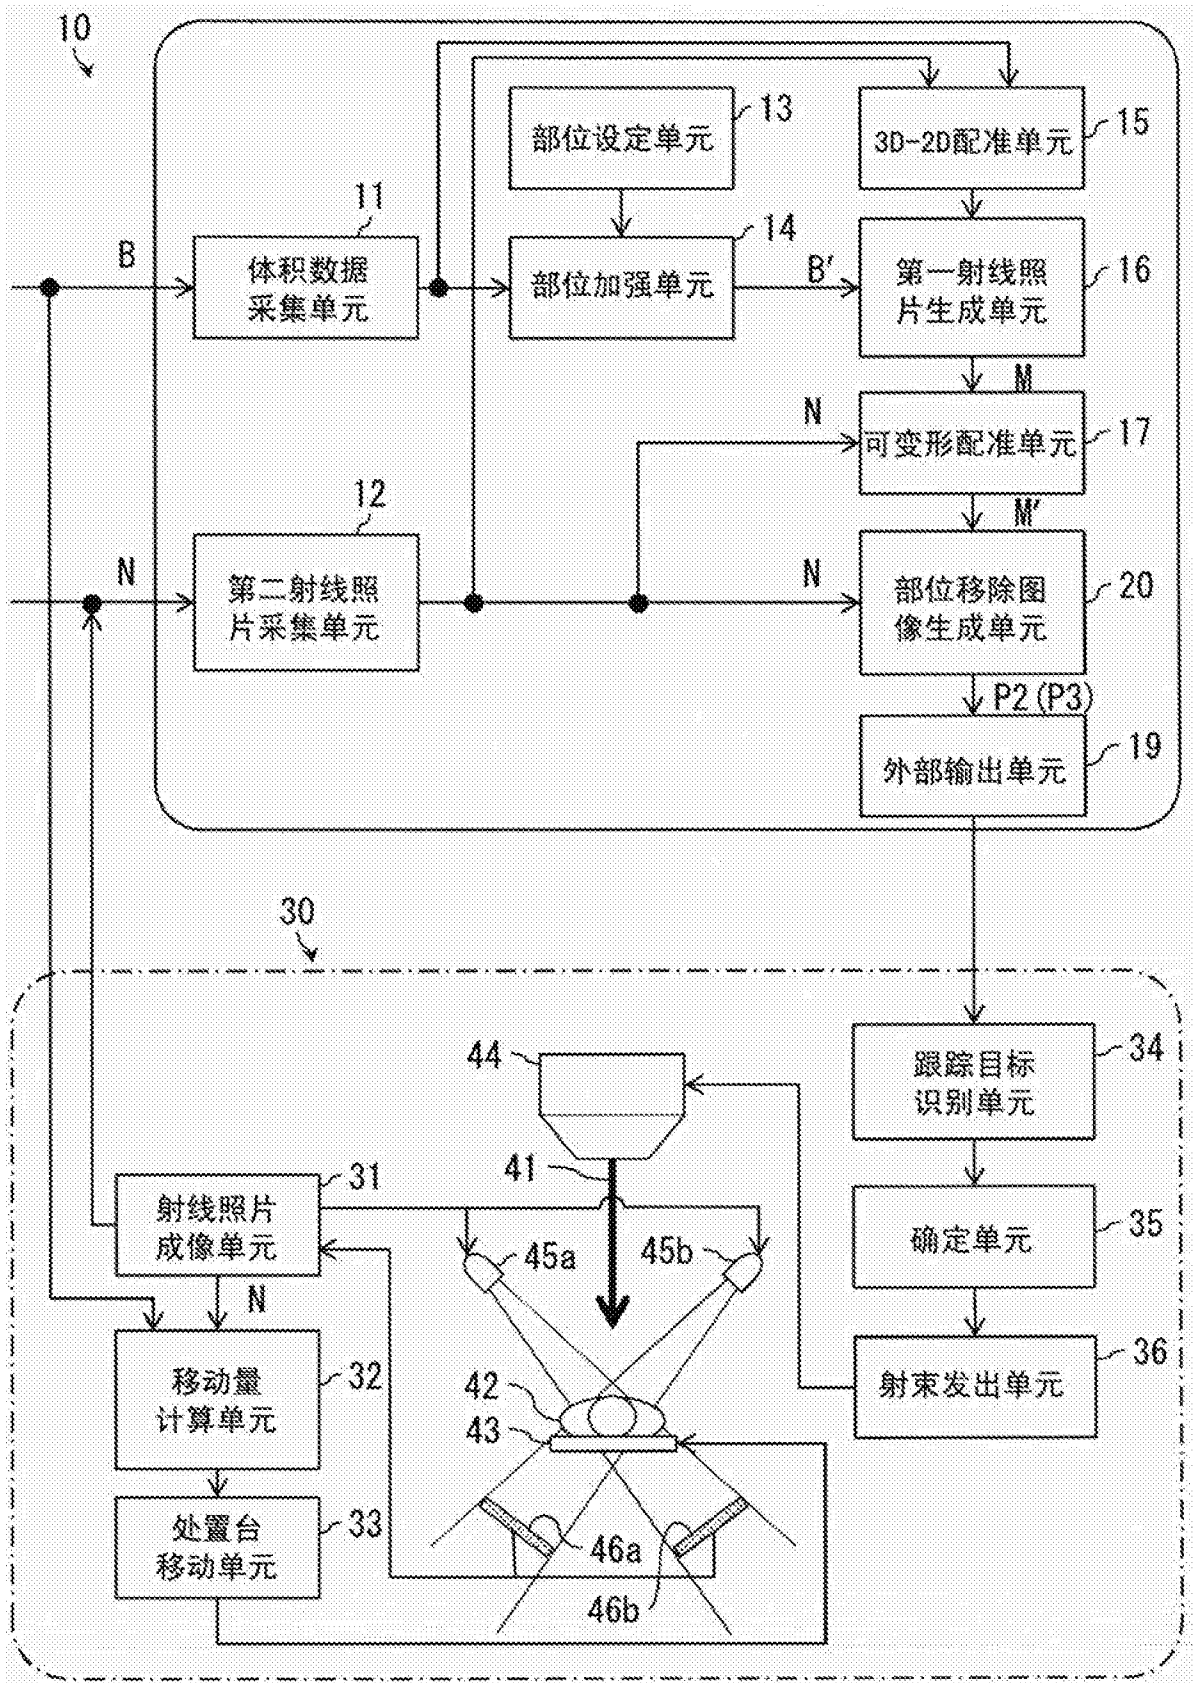 10
13
部位设定单元
15
3D-2D配准单元
11
B
体积数据
采集单元
14
部位加强单元
B′
16
第一射线照
片生成单元
M
N
17
可变形配准单元
12
M′
N
第二射线照
片采集单元
N
20
部位移除图
像生成单元
P2(P3)
19
外部输出单元
30
34
跟踪目标
识别单元
44
41
31
射线照片
成像单元
45a
45b
35
确定单元
N
32
移动量
计算单元
42
43
36
射束发出单元
33
处置台
移动单元
46a
46b